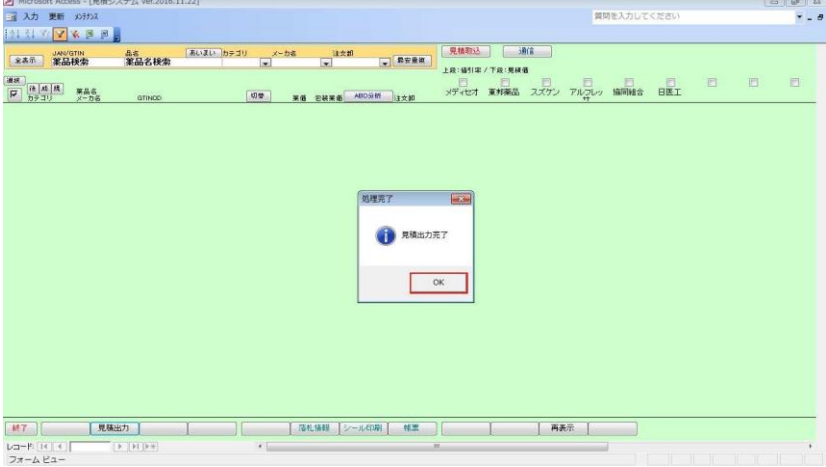 Microsoft Access - [見積システム Ver.2016.11.22]
入力 更新 ﾒﾝﾃﾅﾝｽ
質問を入力してください
全表示
JAN/GTIN
薬品検索
品名
薬品名検索
あいまい
カテゴリ
メーカ名
注文卸
最安最値
見積取込
通信
上段:値引率 / 下段:見積価
選択
薬品名
カテゴリ
メーカ名
GTINCD
切替
薬価
包装薬価
ABC分析
注文卸
メディセオ
東邦薬品
スズケン
アルフレッサ
協同組合
日医工
処理完了
見積出力完了
OK
終了
見積出力
落札情報
シール印刷
帳票
再表示
レコード:
フォーム ビュー